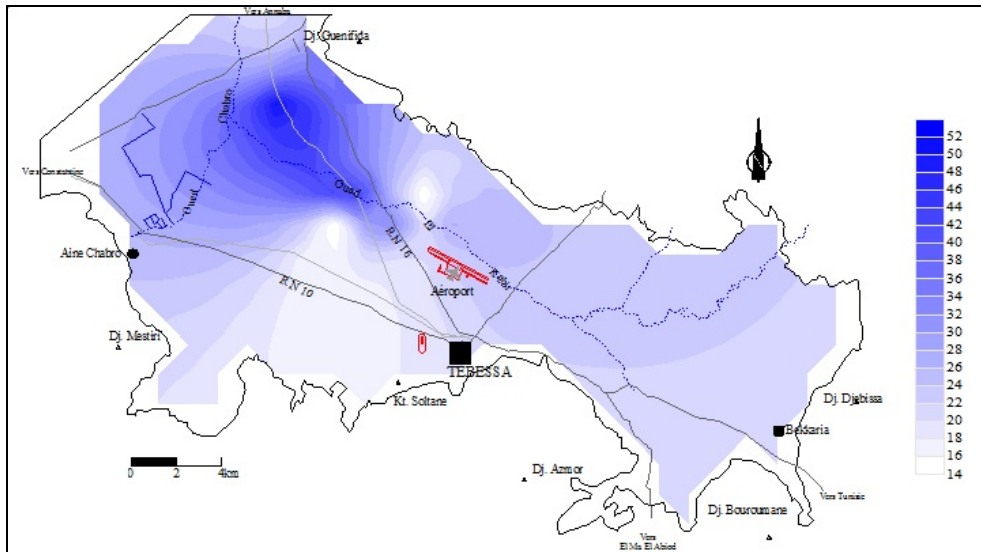 Vers Annaba
Dj. Guenifida
Chabro
Oued
Vers Constantine
Oued
El
Kebir
RN 16
Aine Chabro
RN 10
Aéroport
Dj. Mestiri
TEBESSA
Kt. Soltane
Dj. Djebissa
Bekkaria
0 2 4km
Dj. Azmor
Vers Tunisie
Dj. Bouroumane
Vers
El Ma El Abiod
52
50
48
44
42
40
38
36
34
32
30
28
26
24
22
20
18
16
14